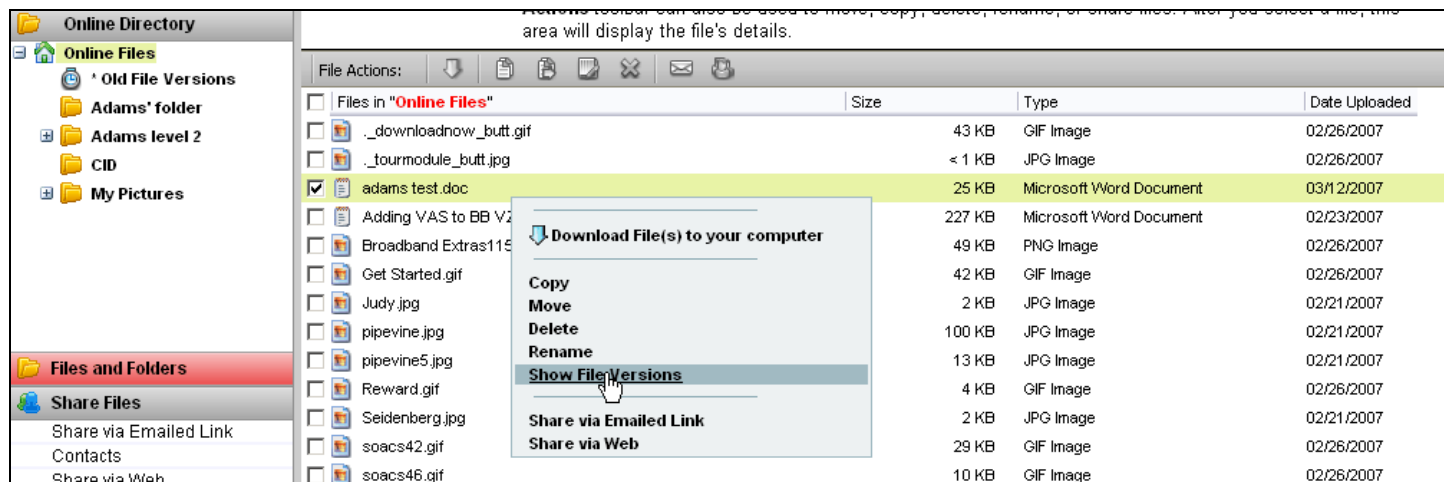 Actions toolbar can also be used to move, copy, delete, rename, or share files. After you select a file, this
area will display the file's details.
Online Directory
Online Files
* Old File Versions
Adams' folder
Adams level 2
CID
My Pictures
Files and Folders
Share Files
Share via Emailed Link
Contacts
Share via Web
File Actions:
Files in "Online Files" Size Type Date Uploaded
._downloadnow_butt.gif 43 KB GIF Image 02/26/2007
._tourmodule_butt.jpg < 1 KB JPG Image 02/26/2007
adams test.doc 25 KB Microsoft Word Document 03/12/2007
Adding VAS to BB VZ 227 KB Microsoft Word Document 02/23/2007
Broadband Extras115 49 KB PNG Image 02/26/2007
Get Started.gif 42 KB GIF Image 02/26/2007
Judy.jpg 2 KB JPG Image 02/21/2007
pipevine.jpg 100 KB JPG Image 02/21/2007
pipevine5.jpg 13 KB JPG Image 02/21/2007
Reward.gif 4 KB GIF Image 02/26/2007
Seidenberg.jpg 2 KB JPG Image 02/21/2007
soacs42.gif 29 KB GIF Image 02/26/2007
soacs46.gif 10 KB GIF Image 02/26/2007
Download File(s) to your computer
Copy
Move
Delete
Rename
Show File Versions
Share via Emailed Link
Share via Web